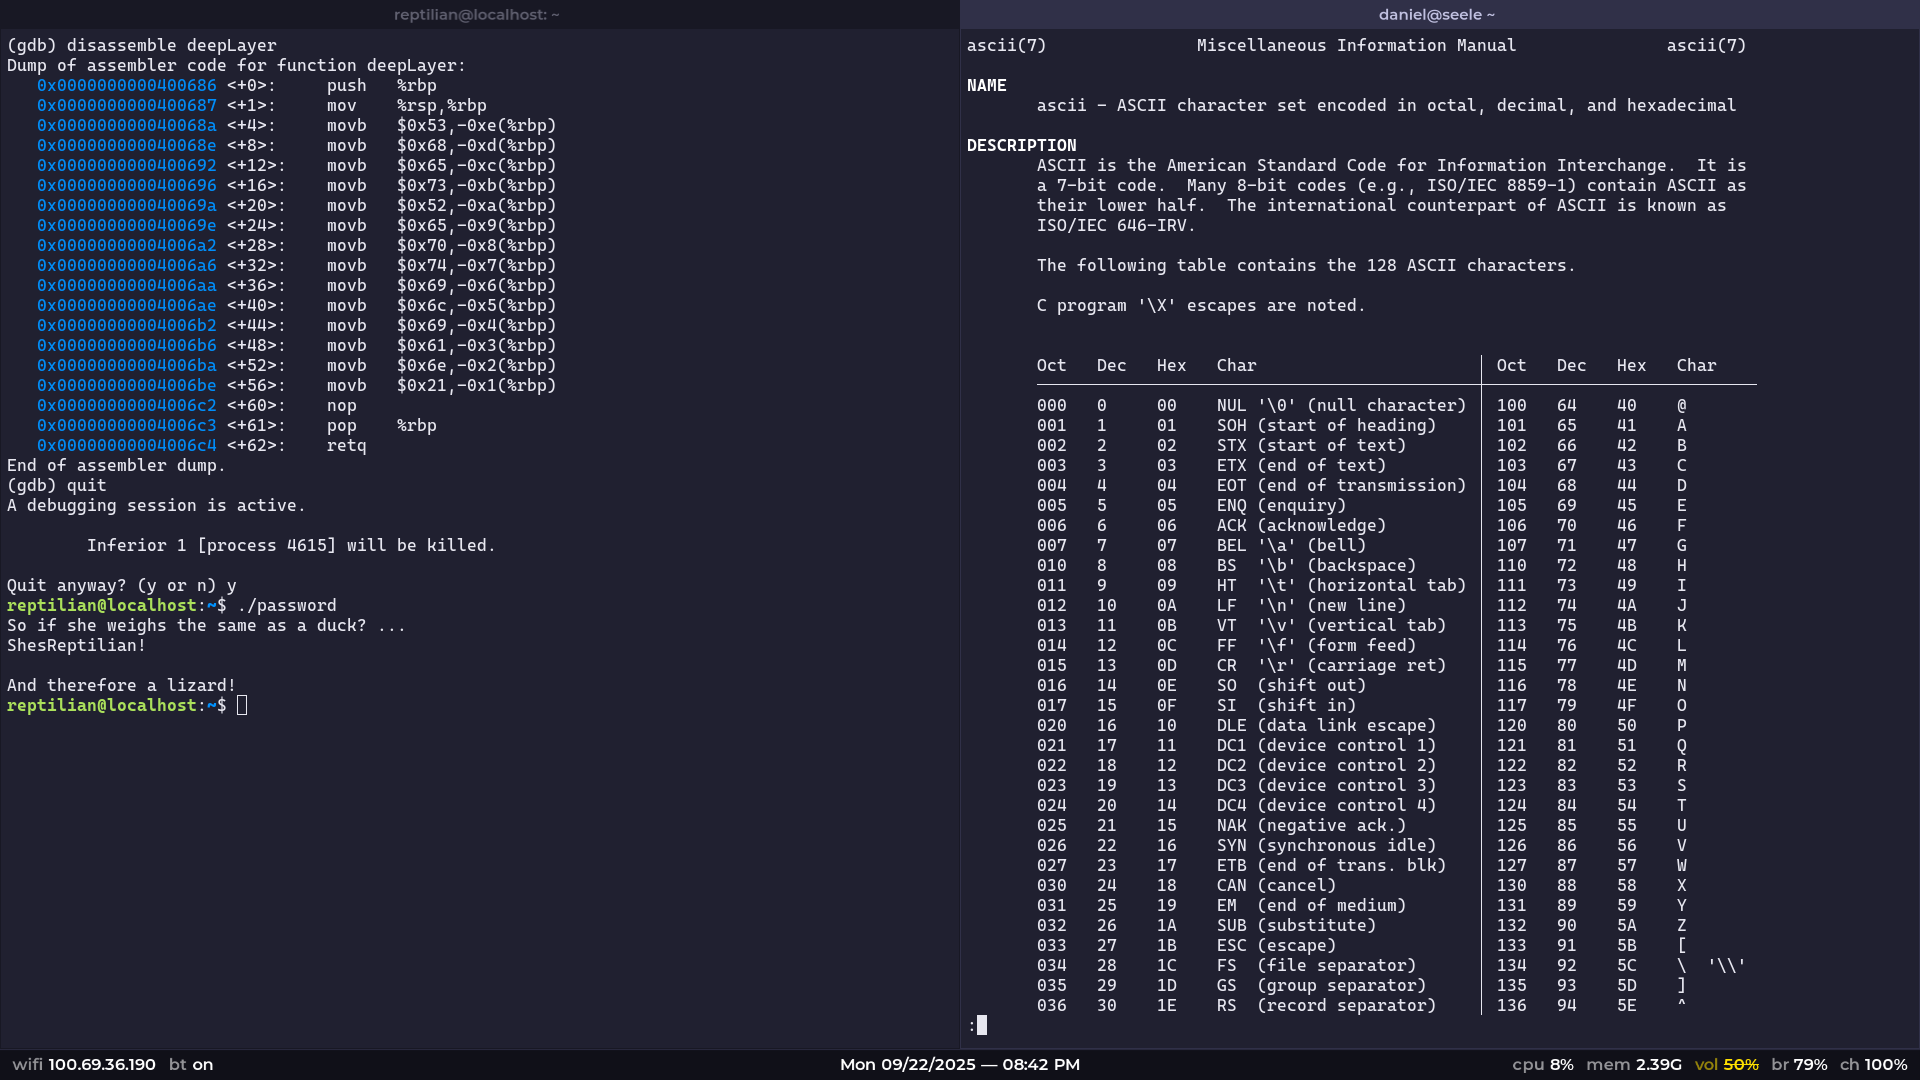 reptilian@localhost: ~
(gdb) disassemble deepLayer
Dump of assembler code for function deepLayer:
0x0000000000400686 <+0>: push %rbp
0x0000000000400687 <+1>: mov %rsp,%rbp
0x000000000040068a <+4>: movb $0x53,-0xe(%rbp)
0x000000000040068e <+8>: movb $0x68,-0xd(%rbp)
0x0000000000400692 <+12>: movb $0x65,-0xc(%rbp)
0x0000000000400696 <+16>: movb $0x73,-0xb(%rbp)
0x000000000040069a <+20>: movb $0x52,-0xa(%rbp)
0x000000000040069e <+24>: movb $0x65,-0x9(%rbp)
0x00000000004006a2 <+28>: movb $0x70,-0x8(%rbp)
0x00000000004006a6 <+32>: movb $0x74,-0x7(%rbp)
0x00000000004006aa <+36>: movb $0x69,-0x6(%rbp)
0x00000000004006ae <+40>: movb $0x6c,-0x5(%rbp)
0x00000000004006b2 <+44>: movb $0x69,-0x4(%rbp)
0x00000000004006b6 <+48>: movb $0x61,-0x3(%rbp)
0x00000000004006ba <+52>: movb $0x6e,-0x2(%rbp)
0x00000000004006be <+56>: movb $0x21,-0x1(%rbp)
0x00000000004006c2 <+60>: nop
0x00000000004006c3 <+61>: pop %rbp
0x00000000004006c4 <+62>: retq
End of assembler dump.
(gdb) quit
A debugging session is active.
Inferior 1 [process 4615] will be killed.
Quit anyway? (y or n) y
reptilian@localhost:~$ ./password
So if she weighs the same as a duck? ...
ShesReptilian!
And therefore a lizard!
reptilian@localhost:~$
daniel@seele ~
ascii(7) Miscellaneous Information Manual ascii(7)
NAME
ascii - ASCII character set encoded in octal, decimal, and hexadecimal
DESCRIPTION
ASCII is the American Standard Code for Information Interchange. It is
a 7-bit code. Many 8-bit codes (e.g., ISO/IEC 8859-1) contain ASCII as
their lower half. The international counterpart of ASCII is known as
ISO/IEC 646-IRV.
The following table contains the 128 ASCII characters.
C program '\X' escapes are noted.
Oct Dec Hex Char Oct Dec Hex Char
000 0 00 NUL '\0' (null character) 100 64 40 @
001 1 01 SOH (start of heading) 101 65 41 A
002 2 02 STX (start of text) 102 66 42 B
003 3 03 ETX (end of text) 103 67 43 C
004 4 04 EOT (end of transmission) 104 68 44 D
005 5 05 ENQ (enquiry) 105 69 45 E
006 6 06 ACK (acknowledge) 106 70 46 F
007 7 07 BEL '\a' (bell) 107 71 47 G
010 8 08 BS '\b' (backspace) 110 72 48 H
011 9 09 HT '\t' (horizontal tab) 111 73 49 I
012 10 0A LF '\n' (new line) 112 74 4A J
013 11 0B VT '\v' (vertical tab) 113 75 4B K
014 12 0C FF '\f' (form feed) 114 76 4C L
015 13 0D CR '\r' (carriage ret) 115 77 4D M
016 14 0E SO (shift out) 116 78 4E N
017 15 0F SI (shift in) 117 79 4F O
020 16 10 DLE (data link escape) 120 80 50 P
021 17 11 DC1 (device control 1) 121 81 51 Q
022 18 12 DC2 (device control 2) 122 82 52 R
023 19 13 DC3 (device control 3) 123 83 53 S
024 20 14 DC4 (device control 4) 124 84 54 T
025 21 15 NAK (negative ack.) 125 85 55 U
026 22 16 SYN (synchronous idle) 126 86 56 V
027 23 17 ETB (end of trans. blk) 127 87 57 W
030 24 18 CAN (cancel) 130 88 58 X
031 25 19 EM (end of medium) 131 89 59 Y
032 26 1A SUB (substitute) 132 90 5A Z
033 27 1B ESC (escape) 133 91 5B [
034 28 1C FS (file separator) 134 92 5C \ '\\'
035 29 1D GS (group separator) 135 93 5D ]
036 30 1E RS (record separator) 136 94 5E ^
:
wifi 100.69.36.190 bt on Mon 09/22/2025 — 08:42 PM cpu 8% mem 2.39G vol 50% br 79% ch 100%